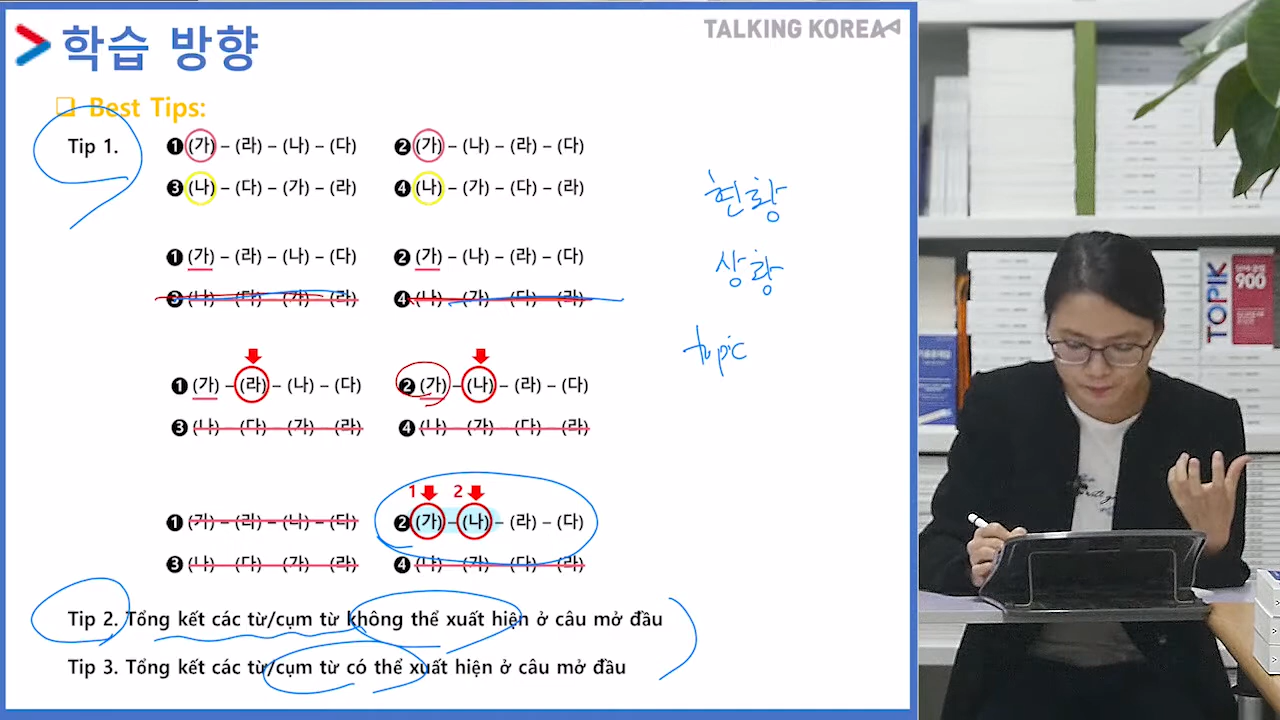 학습 방향
TALKING KOREA
❑ Best Tips:
Tip 1. ❶ (가) – (라) – (나) – (다) ❷ (가) – (나) – (라) – (다)
❸ (나) – (다) – (가) – (라) ❹ (나) – (가) – (다) – (라)
❶ (가) – (라) – (나) – (다) ❷ (가) – (나) – (라) – (다)
❸ (나) – (다) – (가) – (라) ❹ (나) – (가) – (다) – (라)
❶ (가) – (라) – (나) – (다) ❷ (가) – (나) – (라) – (다)
❸ (나) – (다) – (가) – (라) ❹ (나) – (가) – (다) – (라)
1 2
❶ (가) – (라) – (나) – (다) ❷ (가) – (나) – (라) – (다)
❸ (나) – (다) – (가) – (라) ❹ (나) – (가) – (다) – (라)
Tip 2. Tổng kết các từ/cụm từ không thể xuất hiện ở câu mở đầu
Tip 3. Tổng kết các từ/cụm từ có thể xuất hiện ở câu mở đầu
현황
상황
topic
TOPIK
900